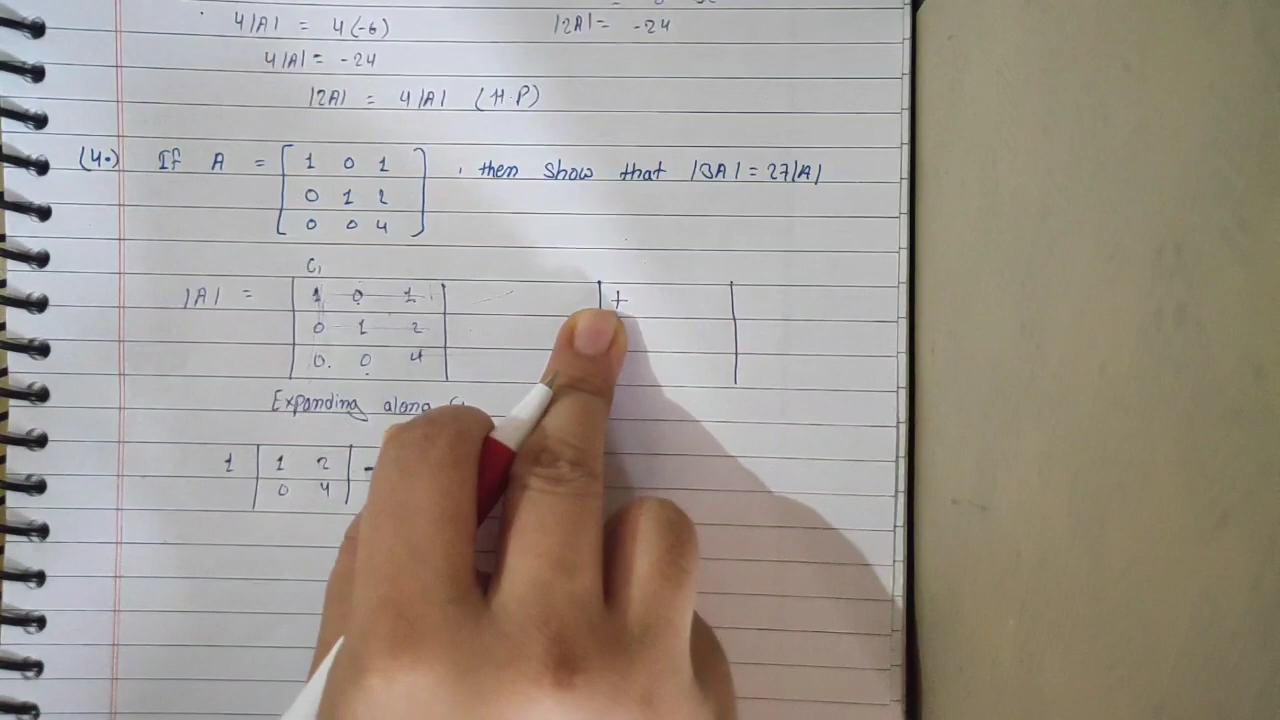 4|A| = 4(-6) |2A| = -24
4|A| = -24
|2A| = 4|A| (H.P)
(4.) If A = [ 1 0 1 ] , then show that |3A| = 27|A|
0 1 2
0 0 4
C1
|A| = | 1 0 1 | | + |
0 1 2
0 0 4
Expanding along
1 | 1 2 | -
0 4